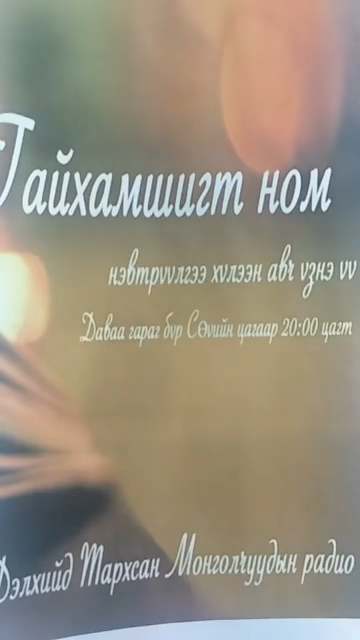 Гайхамшигт ном
нэвтрүүлгээ хүлээн авч үзнэ үү
Даваа гараг бүр Сөүлийн цагаар 20:00 цагт
Дэлхийд Тархсан Монголчуудын радио